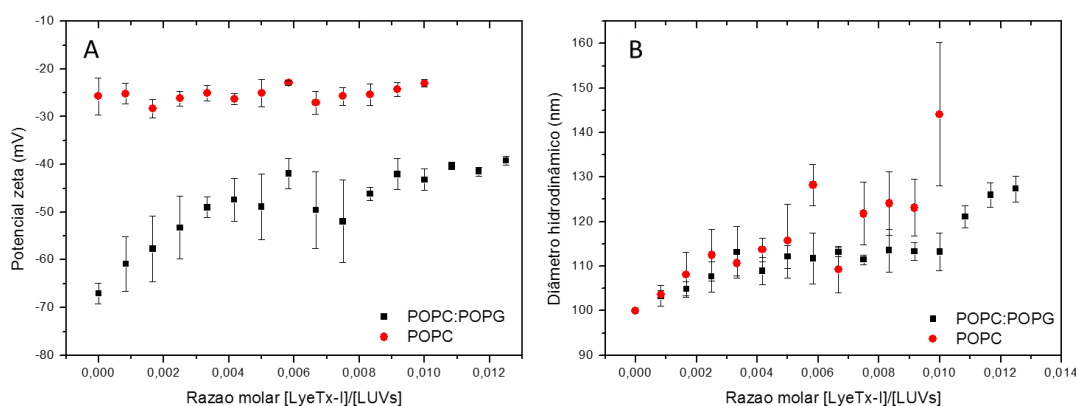 A
Potencial zeta (mV)
-10
-20
-30
-40
-50
-60
-70
-80
0,000 0,002 0,004 0,006 0,008 0,010 0,012
Razao molar [LyeTx-I]/[LUVs]
POPC:POPG
POPC
B
Diâmetro hidrodinâmico (nm)
160
150
140
130
120
110
100
90
0,000 0,002 0,004 0,006 0,008 0,010 0,012 0,014
Razao molar [LyeTx-I]/[LUVs]
POPC:POPG
POPC